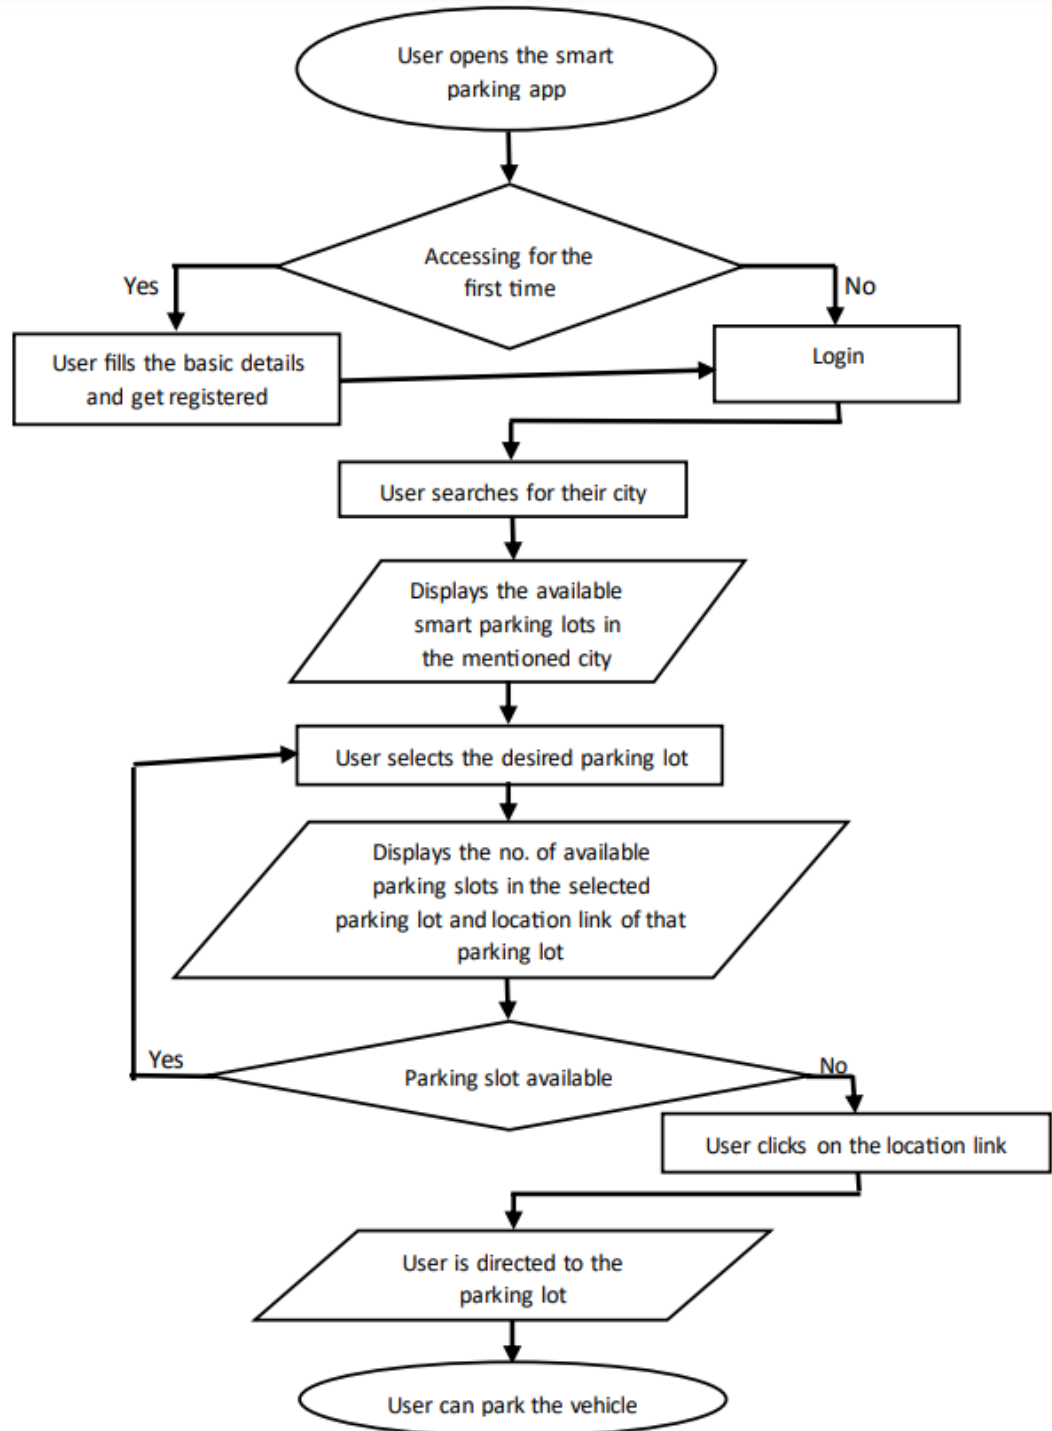 User opens the smart
parking app
Accessing for the
first time
Yes
No
User fills the basic details
and get registered
Login
User searches for their city
Displays the available
smart parking lots in
the mentioned city
User selects the desired parking lot
Displays the no. of available
parking slots in the selected
parking lot and location link of that
parking lot
Yes
No
Parking slot available
User clicks on the location link
User is directed to the
parking lot
User can park the vehicle